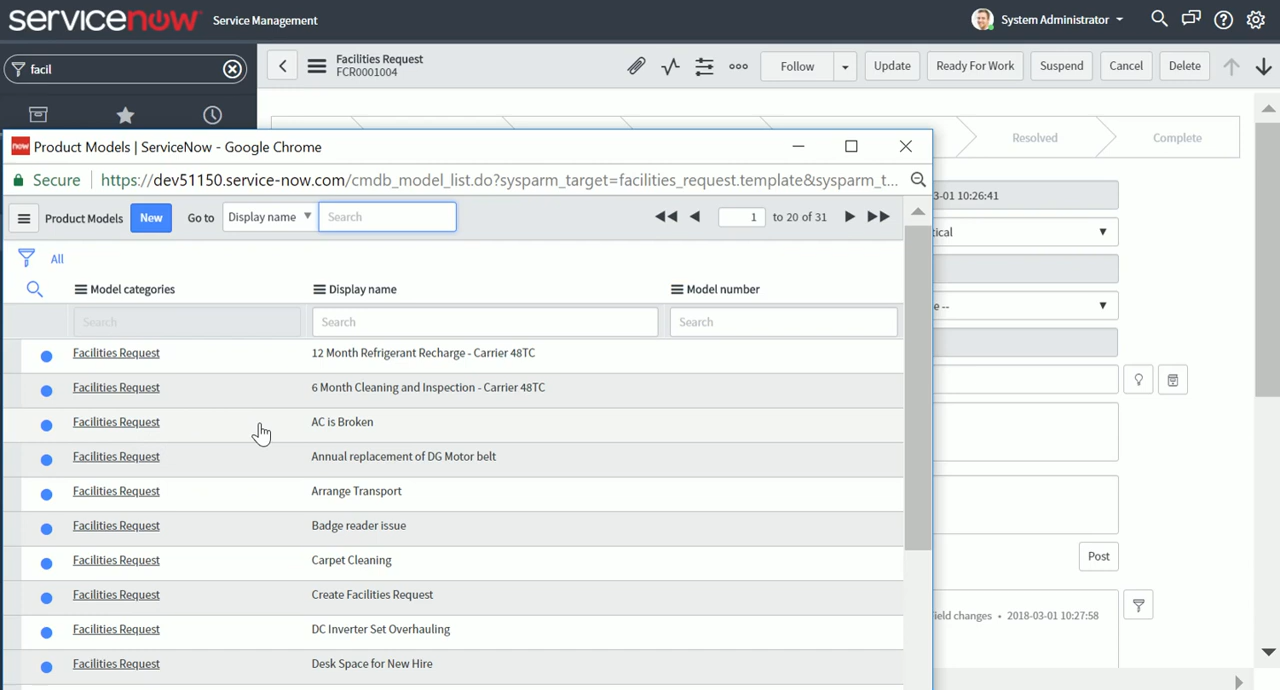 servicenow Service Management
System Administrator
facil
Facilities Request
FCR0001004
Follow
Update
Ready For Work
Suspend
Cancel
Delete
Resolved
Complete
now Product Models | ServiceNow - Google Chrome
Secure
https://dev51150.service-now.com/cmdb_model_list.do?sysparm_target=facilities_request.template&sysparm_t...
Product Models
New
Go to
Display name
Search
1 to 20 of 31
All
Model categories
Display name
Model number
Search
Search
Search
Facilities Request 12 Month Refrigerant Recharge - Carrier 48TC
Facilities Request 6 Month Cleaning and Inspection - Carrier 48TC
Facilities Request AC is Broken
Facilities Request Annual replacement of DG Motor belt
Facilities Request Arrange Transport
Facilities Request Badge reader issue
Facilities Request Carpet Cleaning
Facilities Request Create Facilities Request
Facilities Request DC Inverter Set Overhauling
Facilities Request Desk Space for New Hire
-03-01 10:26:41
Post
2018-03-01 10:27:58